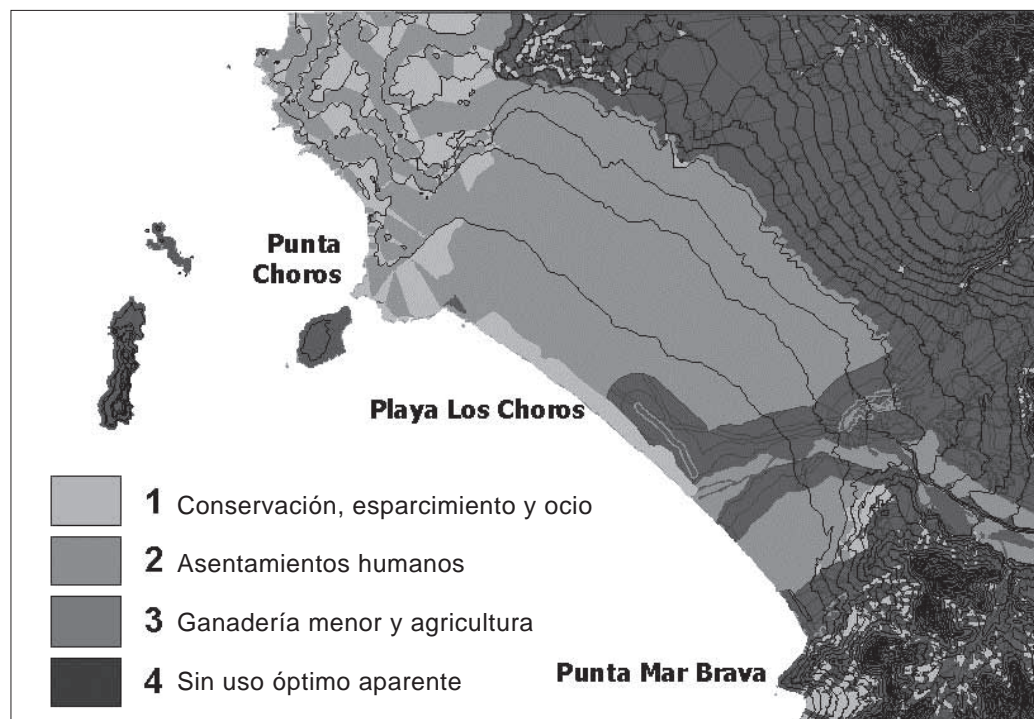 Punta
Choros
Playa Los Choros
1 Conservación, esparcimiento y ocio
2 Asentamientos humanos
3 Ganadería menor y agricultura
4 Sin uso óptimo aparente
Punta Mar Brava